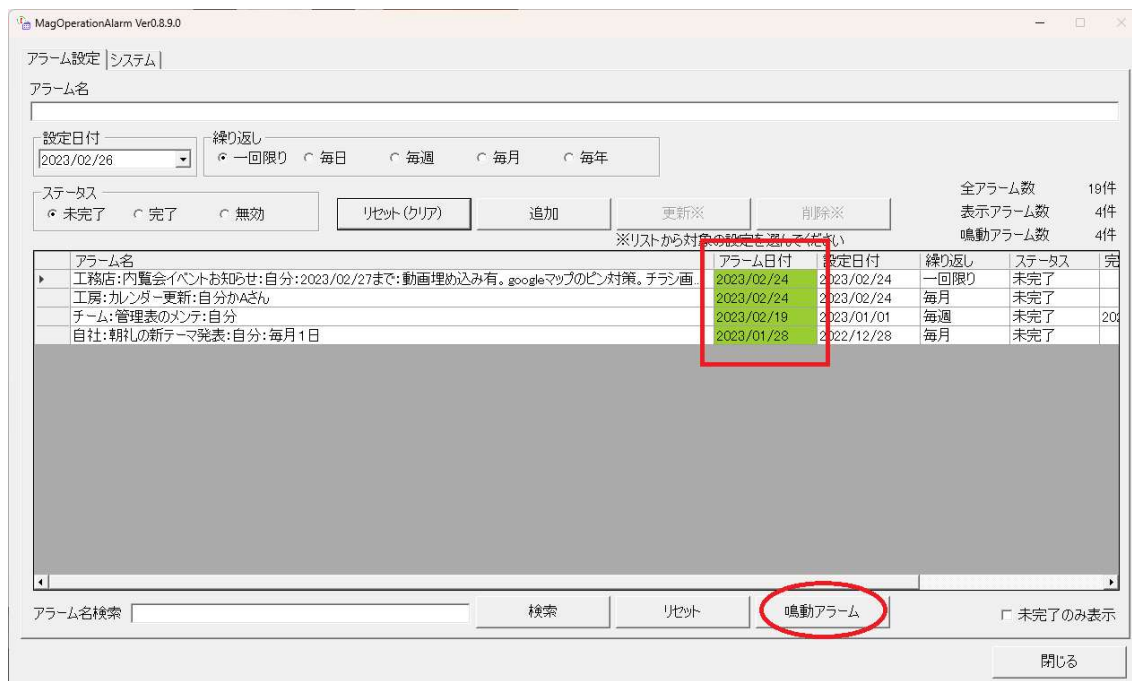 MagOperationAlarm Ver0.8.9.0
アラーム設定 システム
アラーム名
設定日付 繰り返し
2023/02/26 一回限り 毎日 毎週 毎月 毎年
ステータス
未完了 完了 無効 リセット(クリア) 追加 更新※ 削除※
全アラーム数 19件
表示アラーム数 4件
鳴動アラーム数 4件
※リストから対象の設定を選んでください
アラーム名 アラーム日付 設定日付 繰り返し ステータス 完
工務店:内覧会イベントお知らせ:自分:2023/02/27まで:動画埋め込み有。googleマップのピン対策。チラシ画... 2023/02/24 2023/02/24 一回限り 未完了
工房:カレンダー更新:自分かAさん 2023/02/24 2023/02/24 毎月 未完了
チーム:管理表のメンテ:自分 2023/02/19 2023/01/01 毎週 未完了 202
自社:朝礼の新テーマ発表:自分:毎月1日 2023/01/28 2022/12/28 毎月 未完了
アラーム名検索 検索 リセット 鳴動アラーム 未完了のみ表示
閉じる